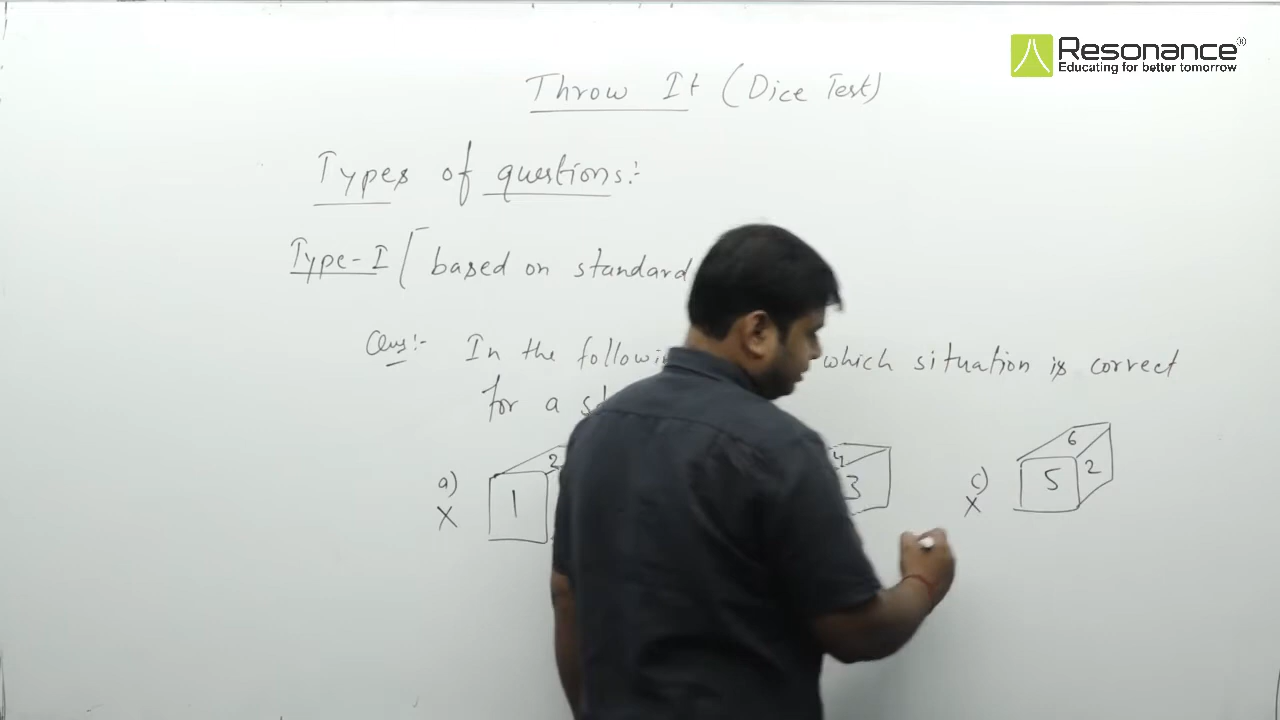 Resonance®
Educating for better tomorrow
Throw It (Dice Test)
Types of questions:-
Type-I [based on standard
Ques:- In the which situation is correct
for a
a) X 1 2
4 3
c) X 5 6 2